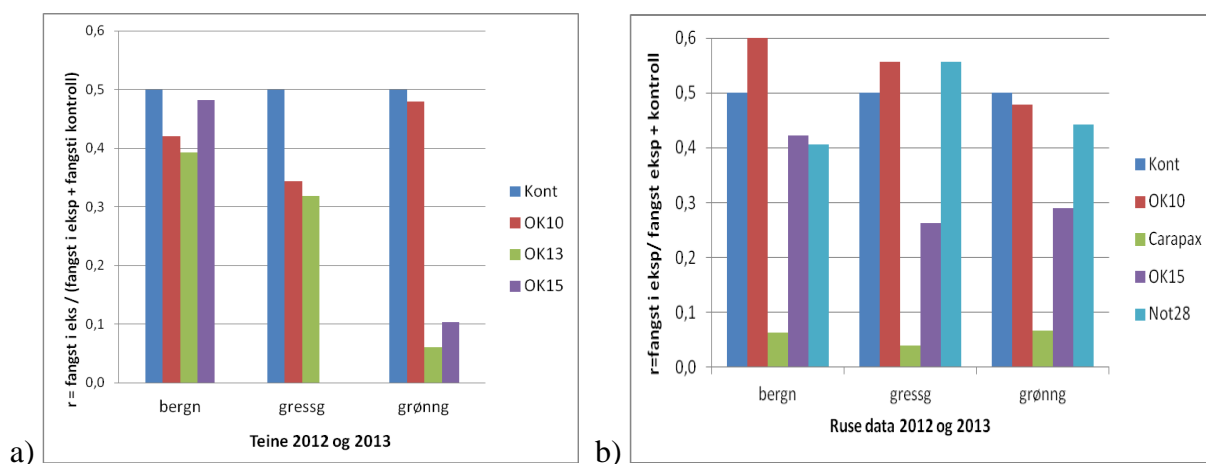 a)
r = fangst i eks / (fangst i eksp + fangsti kontroll)
0,6
0,5
0,4
0,3
0,2
0,1
0,0
bergn gressg grønng
Teine 2012 og 2013
Kont
OK10
OK13
OK15
b)
r=fangst i eksp/ fangst eksp + kontroll)
0,6
0,5
0,4
0,3
0,2
0,1
0,0
bergn gressg grønng
Ruse data 2012 og 2013
Kont
OK10
Carapax
OK15
Not28